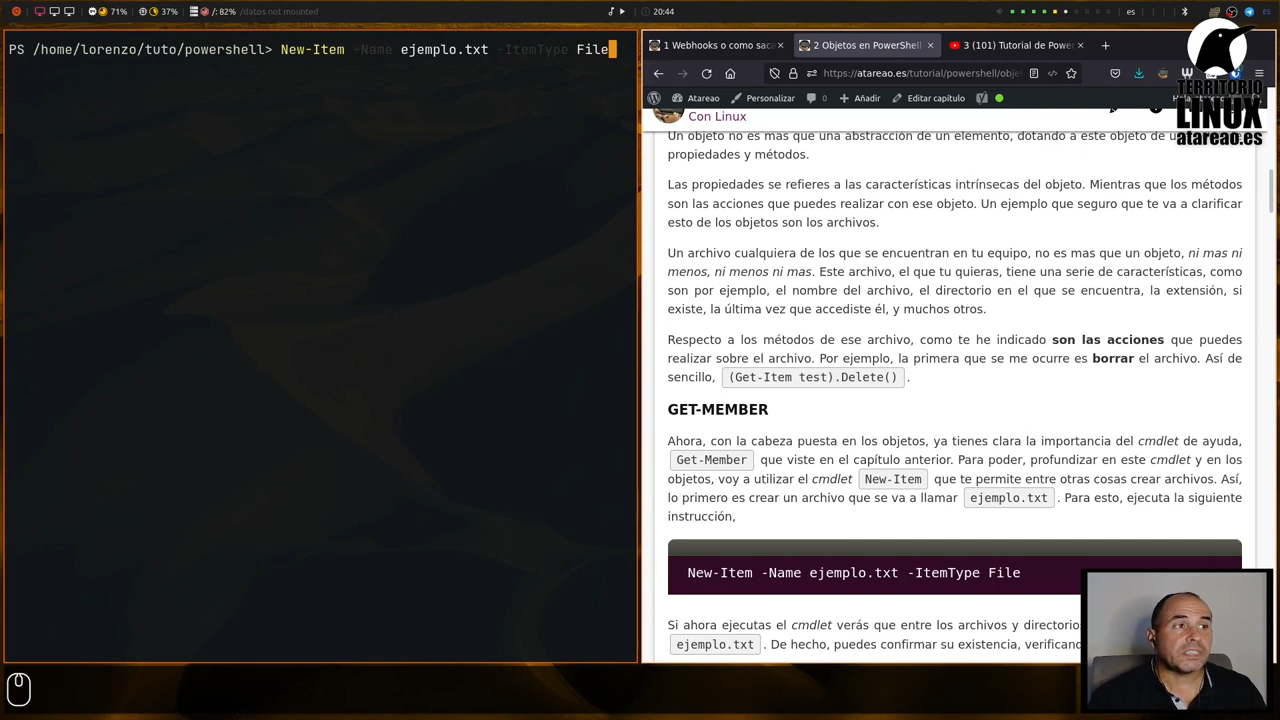 71% 37% /: 82% /datos not mounted 20:44 es ES
PS /home/lorenzo/tuto/powershell> New-Item -Name ejemplo.txt -ItemType File
1 Webhooks o como saca 2 Objetos en PowerShell 3 (101) Tutorial de Power
https://atareao.es/tutorial/powershell/obje
Atareao Personalizar 0 Añadir Editar capítulo
TERRITORIO
LINUX
atareao.es
Con Linux
Un objeto no es mas que una abstracción de un elemento, dotando a este objeto de
propiedades y métodos.
Las propiedades se refieres a las características intrínsecas del objeto. Mientras que los métodos
son las acciones que puedes realizar con ese objeto. Un ejemplo que seguro que te va a clarificar
esto de los objetos son los archivos.
Un archivo cualquiera de los que se encuentran en tu equipo, no es mas que un objeto, ni mas ni
menos, ni menos ni mas. Este archivo, el que tu quieras, tiene una serie de características, como
son por ejemplo, el nombre del archivo, el directorio en el que se encuentra, la extensión, si
existe, la última vez que accediste él, y muchos otros.
Respecto a los métodos de ese archivo, como te he indicado son las acciones que puedes
realizar sobre el archivo. Por ejemplo, la primera que se me ocurre es borrar el archivo. Así de
sencillo, (Get-Item test).Delete() .
GET-MEMBER
Ahora, con la cabeza puesta en los objetos, ya tienes clara la importancia del cmdlet de ayuda,
Get-Member que viste en el capítulo anterior. Para poder, profundizar en este cmdlet y en los
objetos, voy a utilizar el cmdlet New-Item que te permite entre otras cosas crear archivos. Así,
lo primero es crear un archivo que se va a llamar ejemplo.txt . Para esto, ejecuta la siguiente
instrucción,
New-Item -Name ejemplo.txt -ItemType File
Si ahora ejecutas el cmdlet verás que entre los archivos y directorio
ejemplo.txt . De hecho, puedes confirmar su existencia, verificand